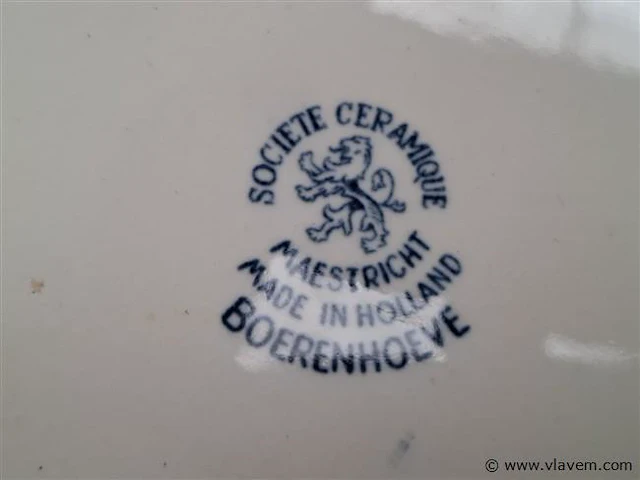 SOCIETE CERAMIQUE
MAESTRICHT
MADE IN HOLLAND
BOERENHOEVE
© www.vlavem.com